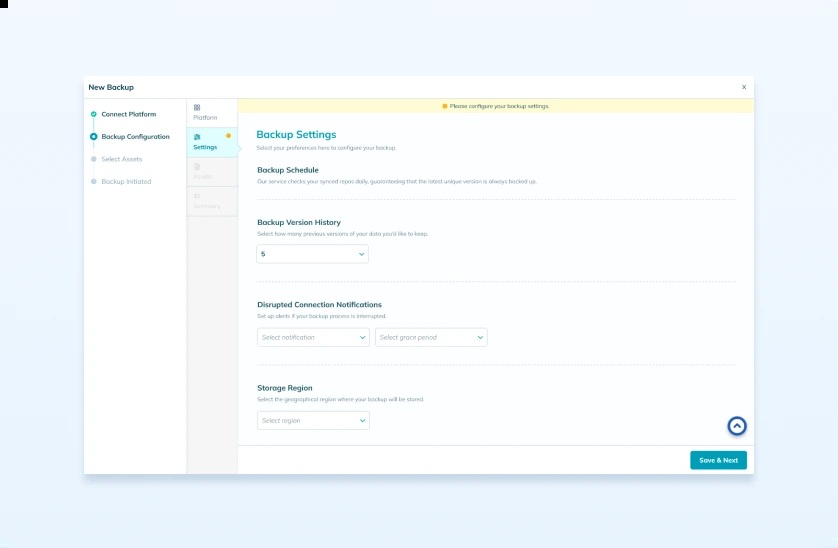 New Backup
X
Connect Platform
Backup Configuration
Select Assets
Backup Initiated
Platform
Settings
Assets
Summary
Please configure your backup settings.
Backup Settings
Select your preferences here to configure your backup.
Backup Schedule
Our service checks your synced repos daily, guaranteeing that the latest unique version is always backed up.
Backup Version History
Select how many previous versions of your data you'd like to keep.
5
Disrupted Connection Notifications
Set up alerts if your backup process is interrupted.
Select notification
Select grace period
Storage Region
Select the geographical region where your backup will be stored.
Select region
Save & Next